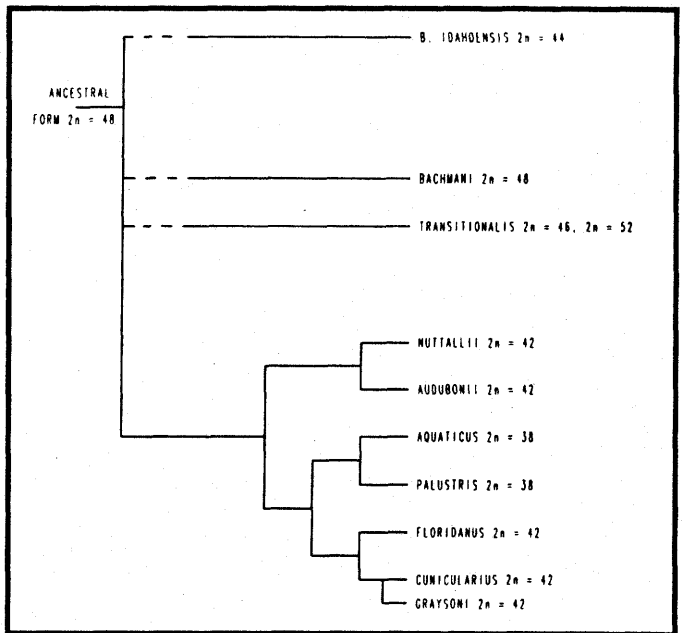 B. IDAHOENSIS 2n = 44
ANCESTRAL
FORM 2n = 48
BACHMANI 2n = 48
TRANSITIONALIS 2n = 46, 2n = 52
NUTTALLII 2n = 42
AUDUBONII 2n = 42
AQUATICUS 2n = 38
PALUSTRIS 2n = 38
FLORIDANUS 2n = 42
CUNICULARIUS 2n = 42
GRAYSONI 2n = 42